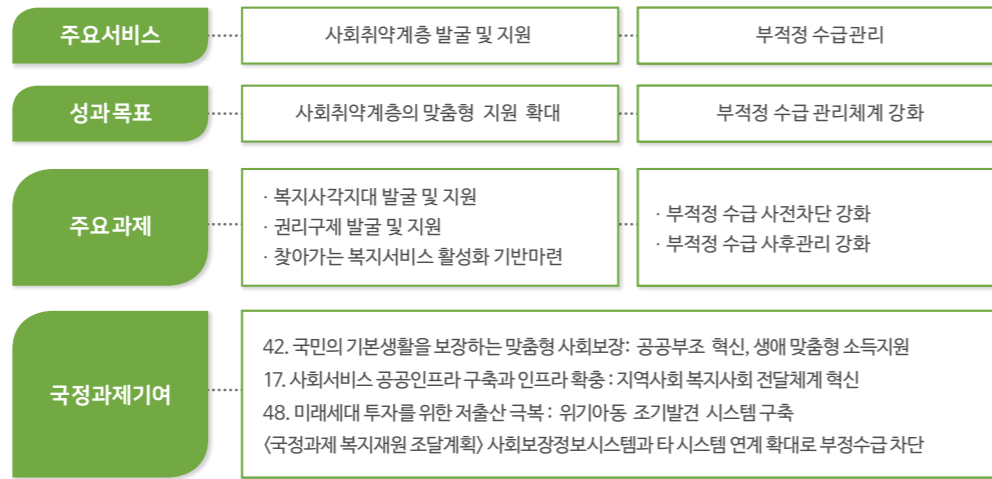 주요서비스
사회취약계층 발굴 및 지원
부적정 수급관리
성과목표
사회취약계층의 맞춤형 지원 확대
부적정 수급 관리체계 강화
주요과제
· 복지사각지대 발굴 및 지원
· 권리구제 발굴 및 지원
· 찾아가는 복지서비스 활성화 기반마련
· 부적정 수급 사전차단 강화
· 부적정 수급 사후관리 강화
국정과제기여
42. 국민의 기본생활을 보장하는 맞춤형 사회보장: 공공부조 혁신, 생애 맞춤형 소득지원
17. 사회서비스 공공인프라 구축과 인프라 확충 : 지역사회 복지사회 전달체계 혁신
48. 미래세대 투자를 위한 저출산 극복 : 위기아동 조기발견 시스템 구축
〈국정과제 복지재원 조달계획〉 사회보장정보시스템과 타 시스템 연계 확대로 부정수급 차단